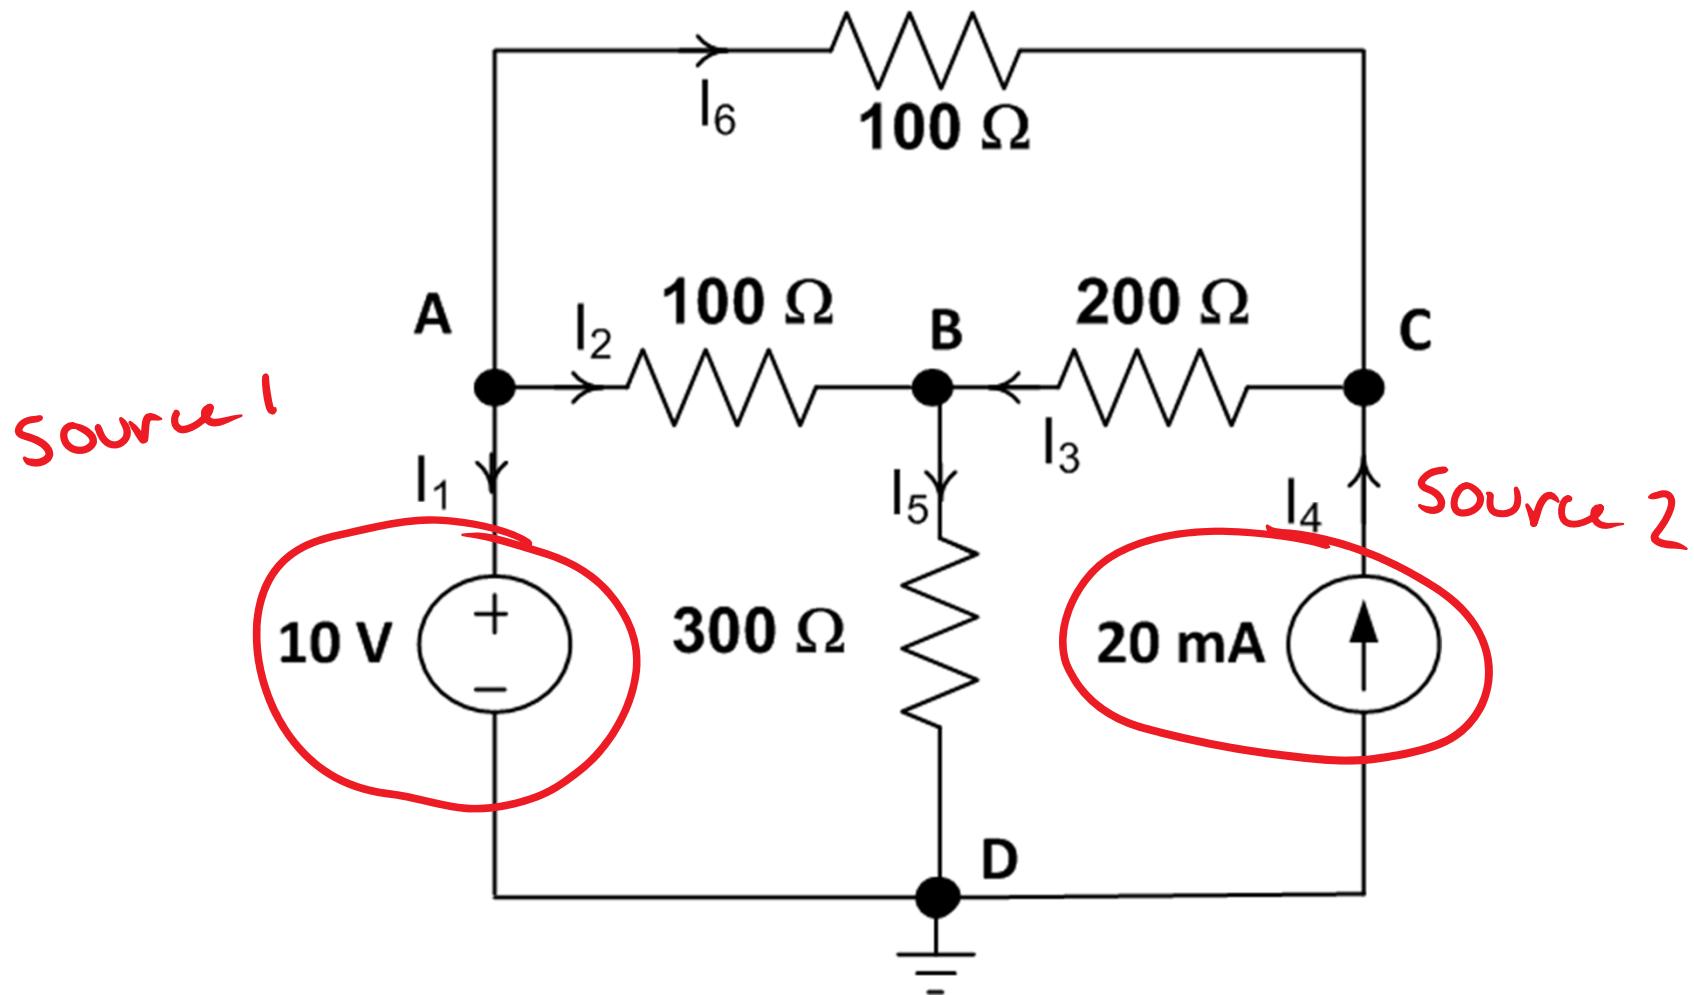 I6
100 Ω
A
I2
100 Ω
B
200 Ω
C
Source 1
I1
I5
I3
I4
Source 2
10 V
+
−
300 Ω
20 mA
D